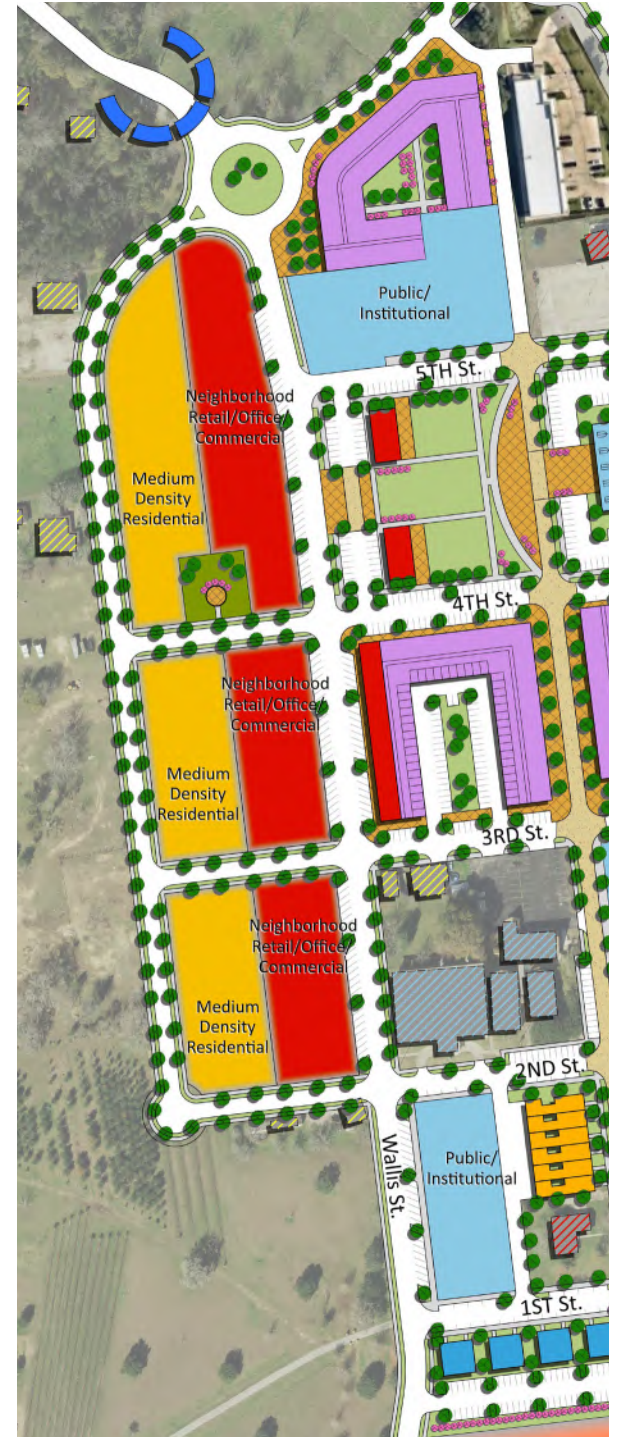 Public/
Institutional
5TH St.
Neighborhood
Retail/Office/
Commercial
Medium
Density
Residential
4TH St.
Neighborhood
Retail/Office/
Commercial
Medium
Density
Residential
3RD St.
Neighborhood
Retail/Office/
Commercial
Medium
Density
Residential
2ND St.
Wallis St.
Public/
Institutional
1ST St.